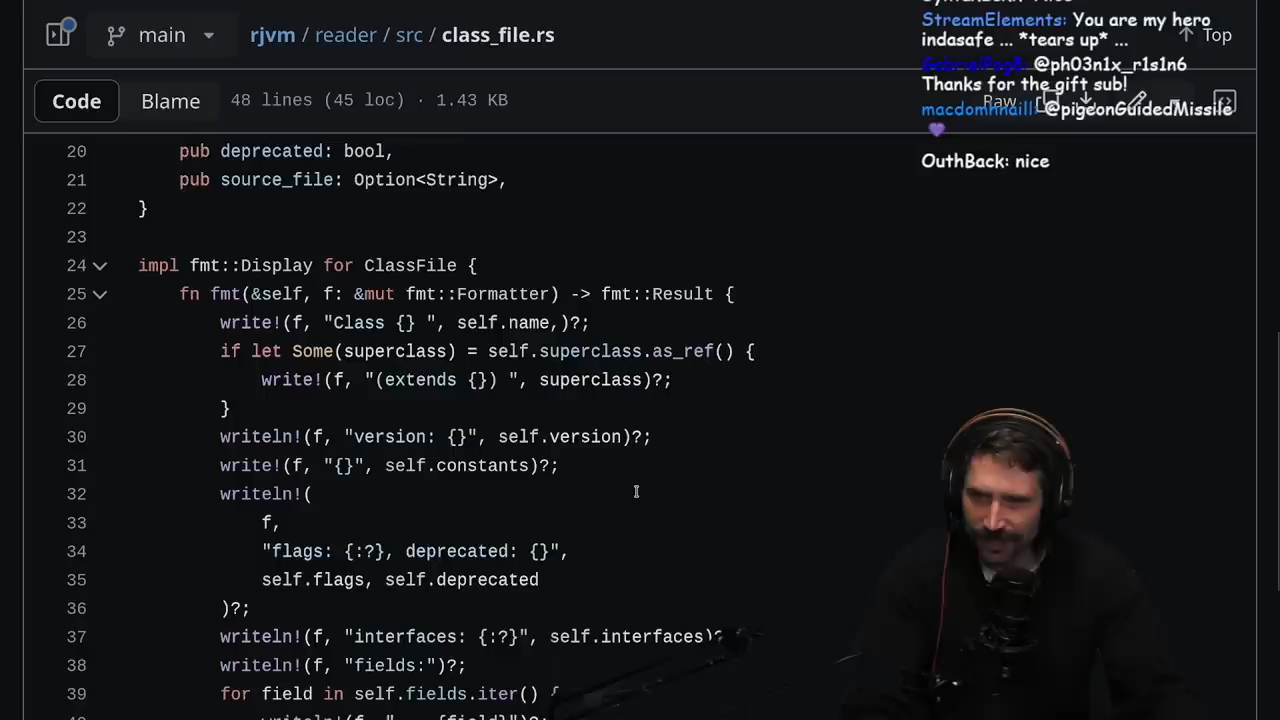 main
rjvm / reader / src / class_file.rs
Top
Code
Blame
48 lines (45 loc) · 1.43 KB
Raw
StreamElements: You are my hero
indasafe ... *tears up* ...
@ph03n1x_r1s1n6
Thanks for the gift sub!
@pigeonGuidedMissile
OuthBack: nice
20 pub deprecated: bool,
21 pub source_file: Option<String>,
22 }
23
24 impl fmt::Display for ClassFile {
25 fn fmt(&self, f: &mut fmt::Formatter) -> fmt::Result {
26 write!(f, "Class {} ", self.name,)?;
27 if let Some(superclass) = self.superclass.as_ref() {
28 write!(f, "(extends {}) ", superclass)?;
29 }
30 writeln!(f, "version: {}", self.version)?;
31 write!(f, "{}", self.constants)?;
32 writeln!(
33 f,
34 "flags: {:?}, deprecated: {}",
35 self.flags, self.deprecated
36 )?;
37 writeln!(f, "interfaces: {:?}", self.interfaces)?
38 writeln!(f, "fields:")?;
39 for field in self.fields.iter() {